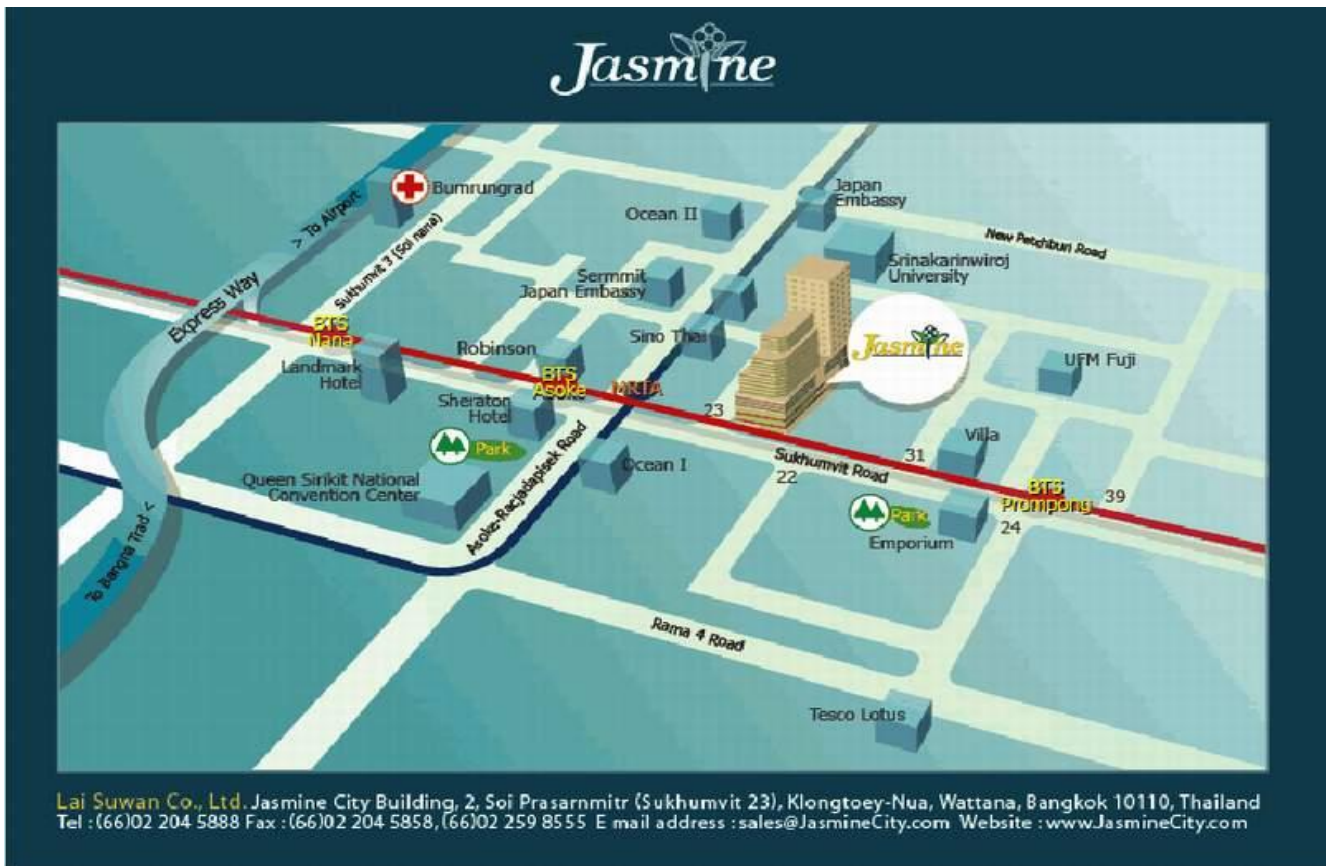 Jasmine
Bumrungrad
> To Airport
Sukhumvit 3 (Soi nana)
Express Way
BTS
Nana
Landmark
Hotel
Ocean II
Japan
Embassy
New Petchburi Road
Srinakarinwiroj
University
Sermmit
Japan Embassy
Sino Thai
Jasmine
UFM Fuji
Robinson
BTS
Asoke
MRTA
Sheraton
Hotel
Park
Queen Sirikit National
Convention Center
Asoke-Racjadapisek Road
Ocean I
23
Sukhumvit Road
22
31
Villa
BTS
Prompong
39
Park
Emporium
24
To Bangna Trad <
Rama 4 Road
Tesco Lotus
Lai Suwan Co., Ltd. Jasmine City Building, 2, Soi Prasarnmitr (Sukhumvit 23), Klongtoey-Nua, Wattana, Bangkok 10110, Thailand
Tel :(66)02 204 5888 Fax :(66)02 204 5858,(66)02 259 8555 E mail address :sales@JasmineCity.com Website :www.JasmineCity.com